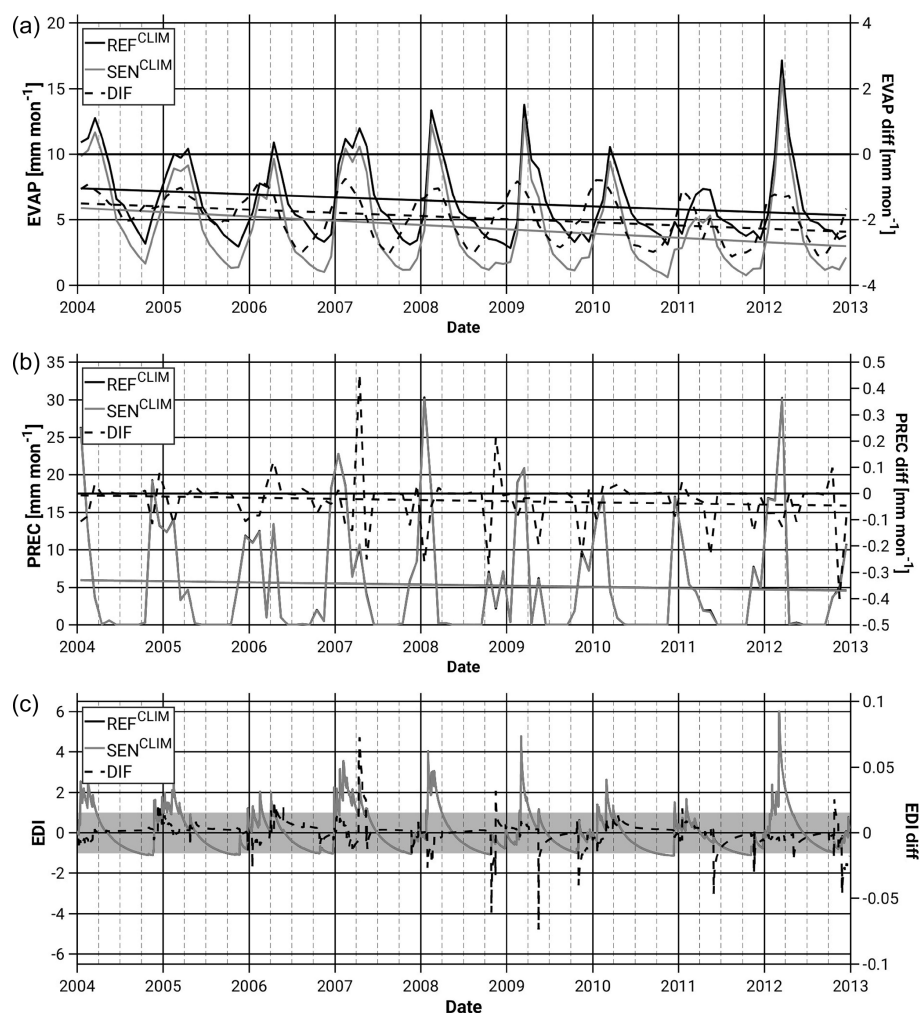 (a)
20
15
10
5
0
EVAP [mm mon⁻¹]
REF^CLIM
SEN^CLIM
DIF
4
2
0
-2
-4
EVAP diff [mm mon⁻¹]
2004 2005 2006 2007 2008 2009 2010 2011 2012 2013
Date
(b)
35
30
25
20
15
10
5
0
PREC [mm mon⁻¹]
REF^CLIM
SEN^CLIM
DIF
0.5
0.4
0.3
0.2
0.1
0
-0.1
-0.2
-0.3
-0.4
-0.5
PREC diff [mm mon⁻¹]
2004 2005 2006 2007 2008 2009 2010 2011 2012 2013
Date
(c)
6
4
2
0
-2
-4
-6
EDI
REF^CLIM
SEN^CLIM
DIF
0.1
0.05
0
-0.05
-0.1
EDI diff
2004 2005 2006 2007 2008 2009 2010 2011 2012 2013
Date